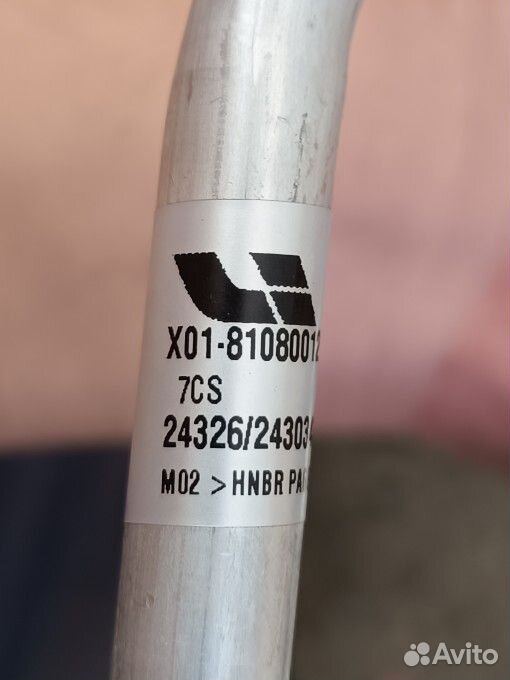 X01-81080012
7CS
24326/24303
M02 >HNBR PA
Avito